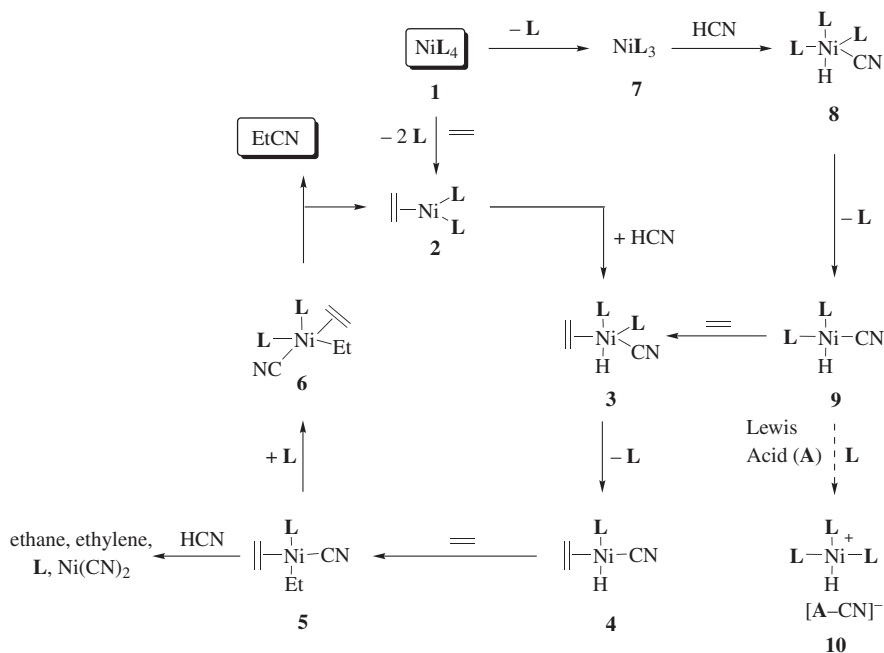 NiL4
– L
NiL3
HCN
L
L
L
Ni
CN
H
1
7
8
EtCN
– 2 L
L
Ni
L
2
+ HCN
– L
L
L
Ni
Et
NC
6
L
L
Ni
CN
H
3
L
L
Ni
CN
H
9
+ L
– L
Lewis
Acid (A)
L
ethane, ethylene,
L, Ni(CN)2
HCN
L
Ni
CN
Et
5
L
Ni
CN
H
4
L
+
L
Ni
L
H
[A–CN]–
10